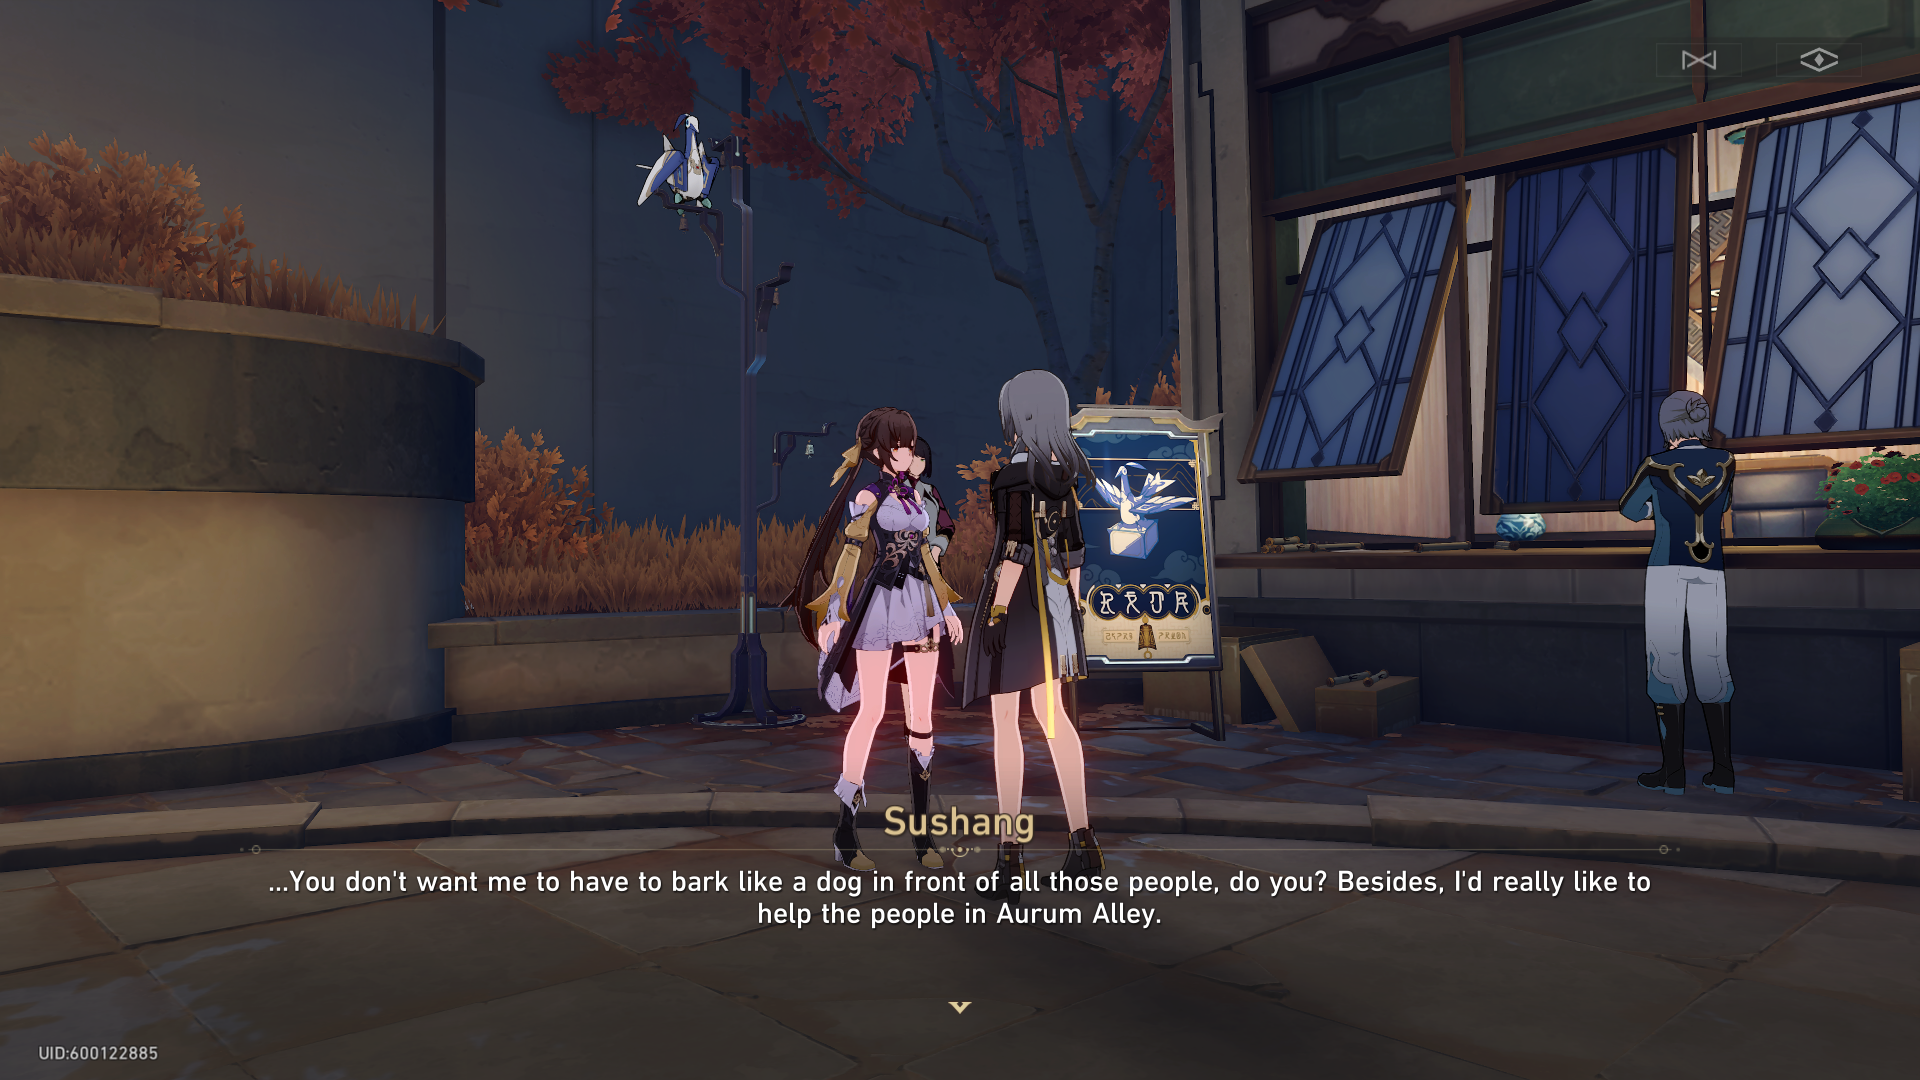 Sushang
...You don't want me to have to bark like a dog in front of all those people, do you? Besides, I'd really like to
help the people in Aurum Alley.
UID:600122885